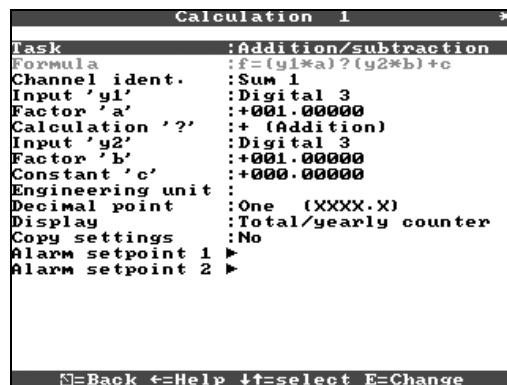 Calculation 1 *
Task :Addition/subtraction
Formula :f=(y1*a)?(y2*b)+c
Channel ident. :Sum 1
Input 'y1' :Digital 3
Factor 'a' :+001.00000
Calculation '?' :+ (Addition)
Input 'y2' :Digital 3
Factor 'b' :+001.00000
Constant 'c' :+000.00000
Engineering unit :
Decimal point :One (XXXX.X)
Display :Total/yearly counter
Copy settings :No
Alarm setpoint 1 ►
Alarm setpoint 2 ►
=Back ←=Help ↓↑=select E=Change